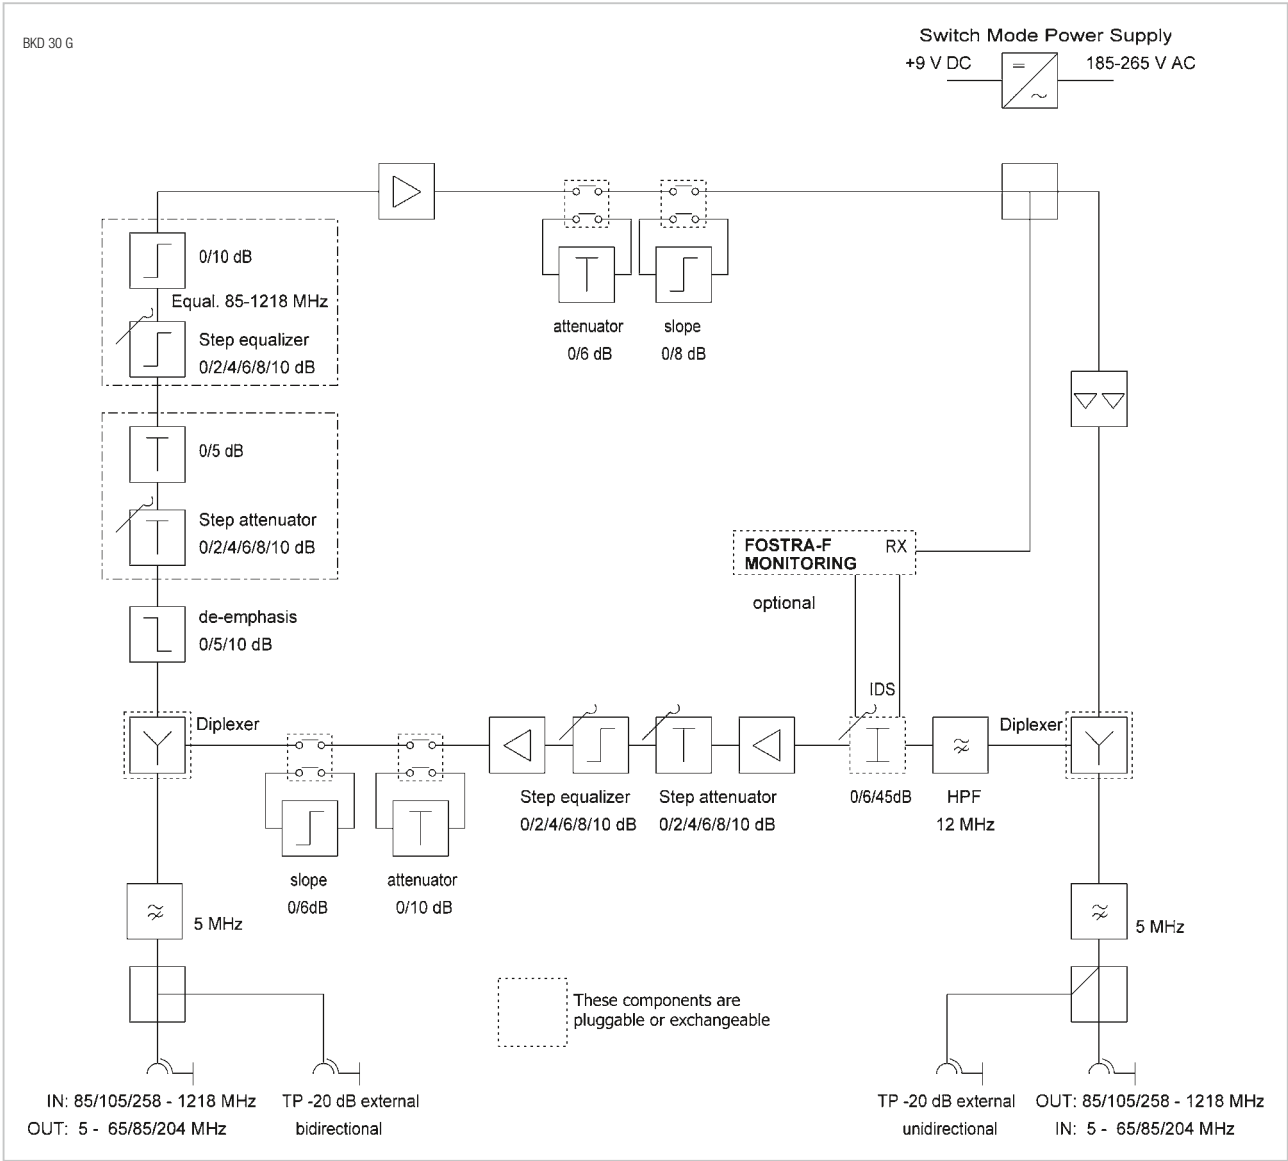 BKD 30 G
Switch Mode Power Supply
+9 V DC
185-265 V AC
0/10 dB
Equal. 85-1218 MHz
Step equalizer
0/2/4/6/8/10 dB
attenuator
0/6 dB
slope
0/8 dB
0/5 dB
Step attenuator
0/2/4/6/8/10 dB
FOSTRA-F RX
MONITORING
optional
de-emphasis
0/5/10 dB
IDS
Diplexer
Diplexer
Step equalizer
0/2/4/6/8/10 dB
Step attenuator
0/2/4/6/8/10 dB
0/6/45dB
HPF
12 MHz
slope
0/6dB
attenuator
0/10 dB
5 MHz
5 MHz
These components are
pluggable or exchangeable
IN: 85/105/258 - 1218 MHz
OUT: 5 - 65/85/204 MHz
TP -20 dB external
bidirectional
TP -20 dB external
unidirectional
OUT: 85/105/258 - 1218 MHz
IN: 5 - 65/85/204 MHz